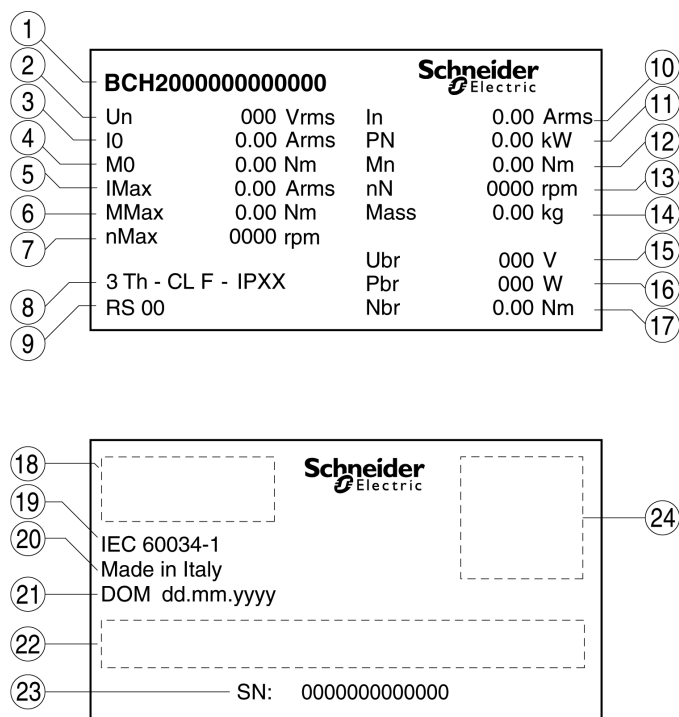 1
BCH2000000000000
Schneider
Electric
2 Un 000 Vrms In 0.00 Arms 10
3 I0 0.00 Arms PN 0.00 kW 11
4 M0 0.00 Nm Mn 0.00 Nm 12
5 IMax 0.00 Arms nN 0000 rpm 13
6 MMax 0.00 Nm Mass 0.00 kg 14
7 nMax 0000 rpm
Ubr 000 V 15
8 3 Th - CL F - IPXX Pbr 000 W 16
9 RS 00 Nbr 0.00 Nm 17
18
Schneider
Electric
24
19 IEC 60034-1
20 Made in Italy
21 DOM dd.mm.yyyy
22
23 SN: 0000000000000